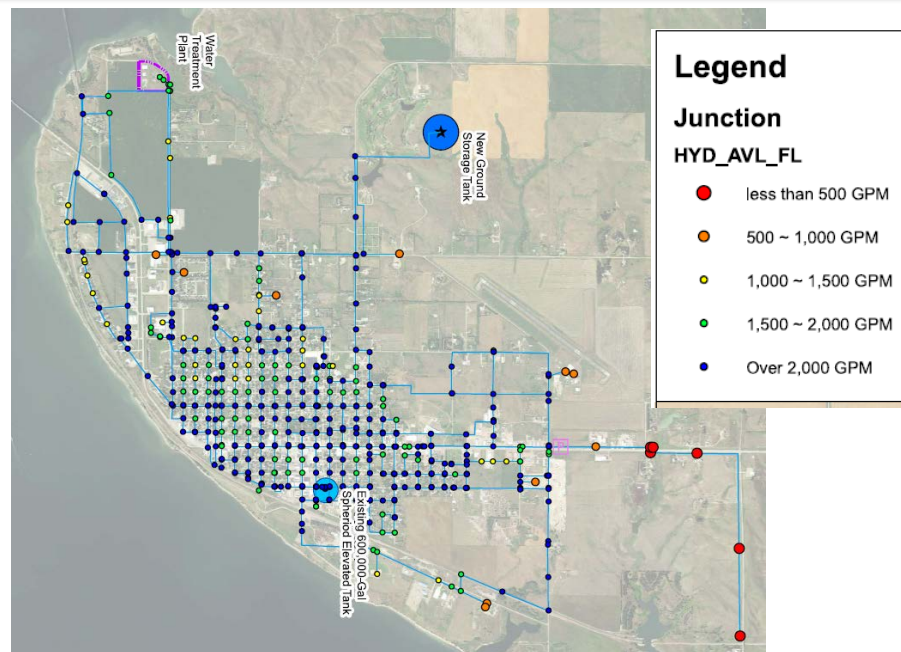 Water
Treatment
Plant
New Ground
Storage Tank
Existing 600,000-Gal
Spheriod Elevated Tank
Legend
Junction
HYD_AVL_FL
less than 500 GPM
500 ~ 1,000 GPM
1,000 ~ 1,500 GPM
1,500 ~ 2,000 GPM
Over 2,000 GPM